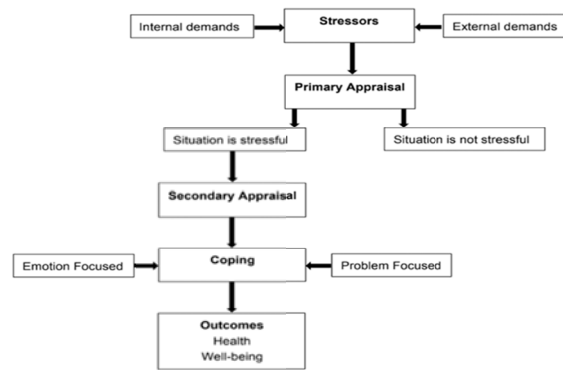 Internal demands
Stressors
External demands
Primary Appraisal
Situation is stressful
Situation is not stressful
Secondary Appraisal
Emotion Focused
Coping
Problem Focused
Outcomes
Health
Well-being